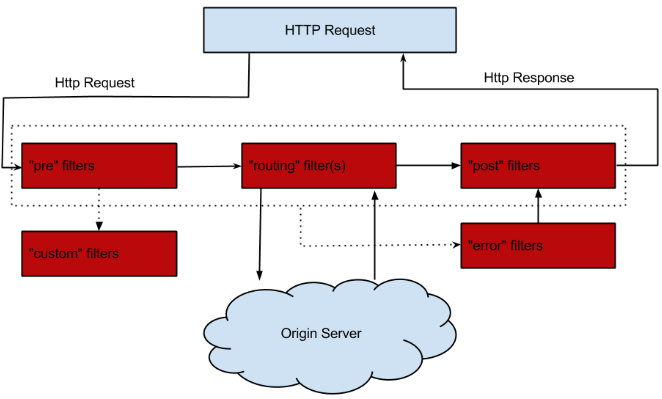 HTTP Request
Http Request
Http Response
"pre" filters
"routing" filter(s)
"post" filters
"custom" filters
"error" filters
Origin Server